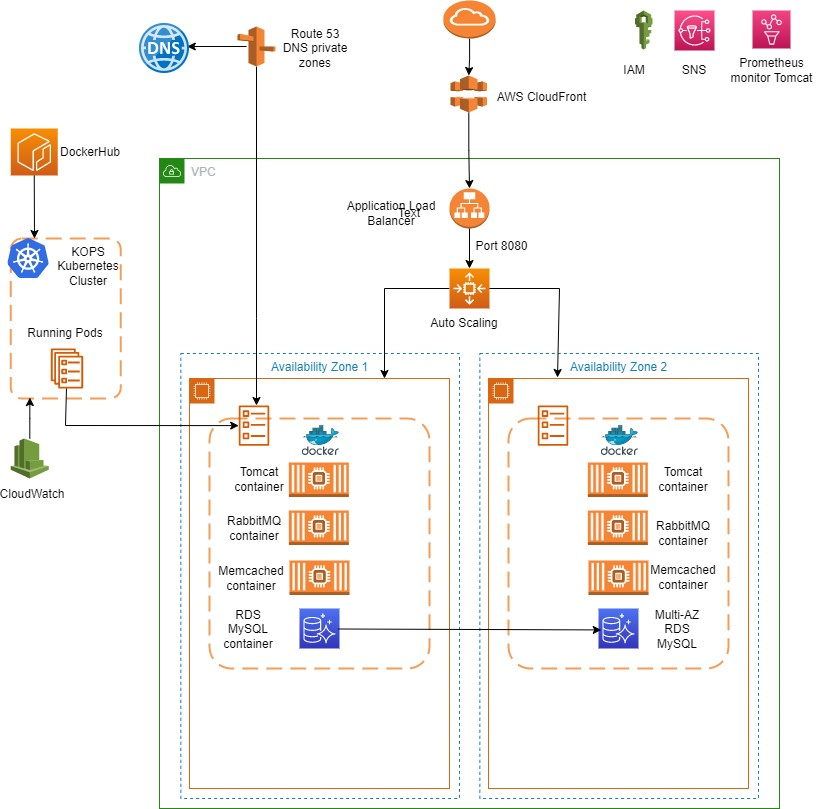 DNS
Route 53
DNS private
zones
IAM
SNS
Prometheus
monitor Tomcat
AWS CloudFront
DockerHub
VPC
Application Load
Balancer
Text
Port 8080
KOPS
Kubernetes
Cluster
Auto Scaling
Running Pods
Availability Zone 1
Availability Zone 2
docker
docker
Tomcat
container
Tomcat
container
CloudWatch
RabbitMQ
container
RabbitMQ
container
Memcached
container
Memcached
container
RDS
MySQL
container
Multi-AZ
RDS
MySQL